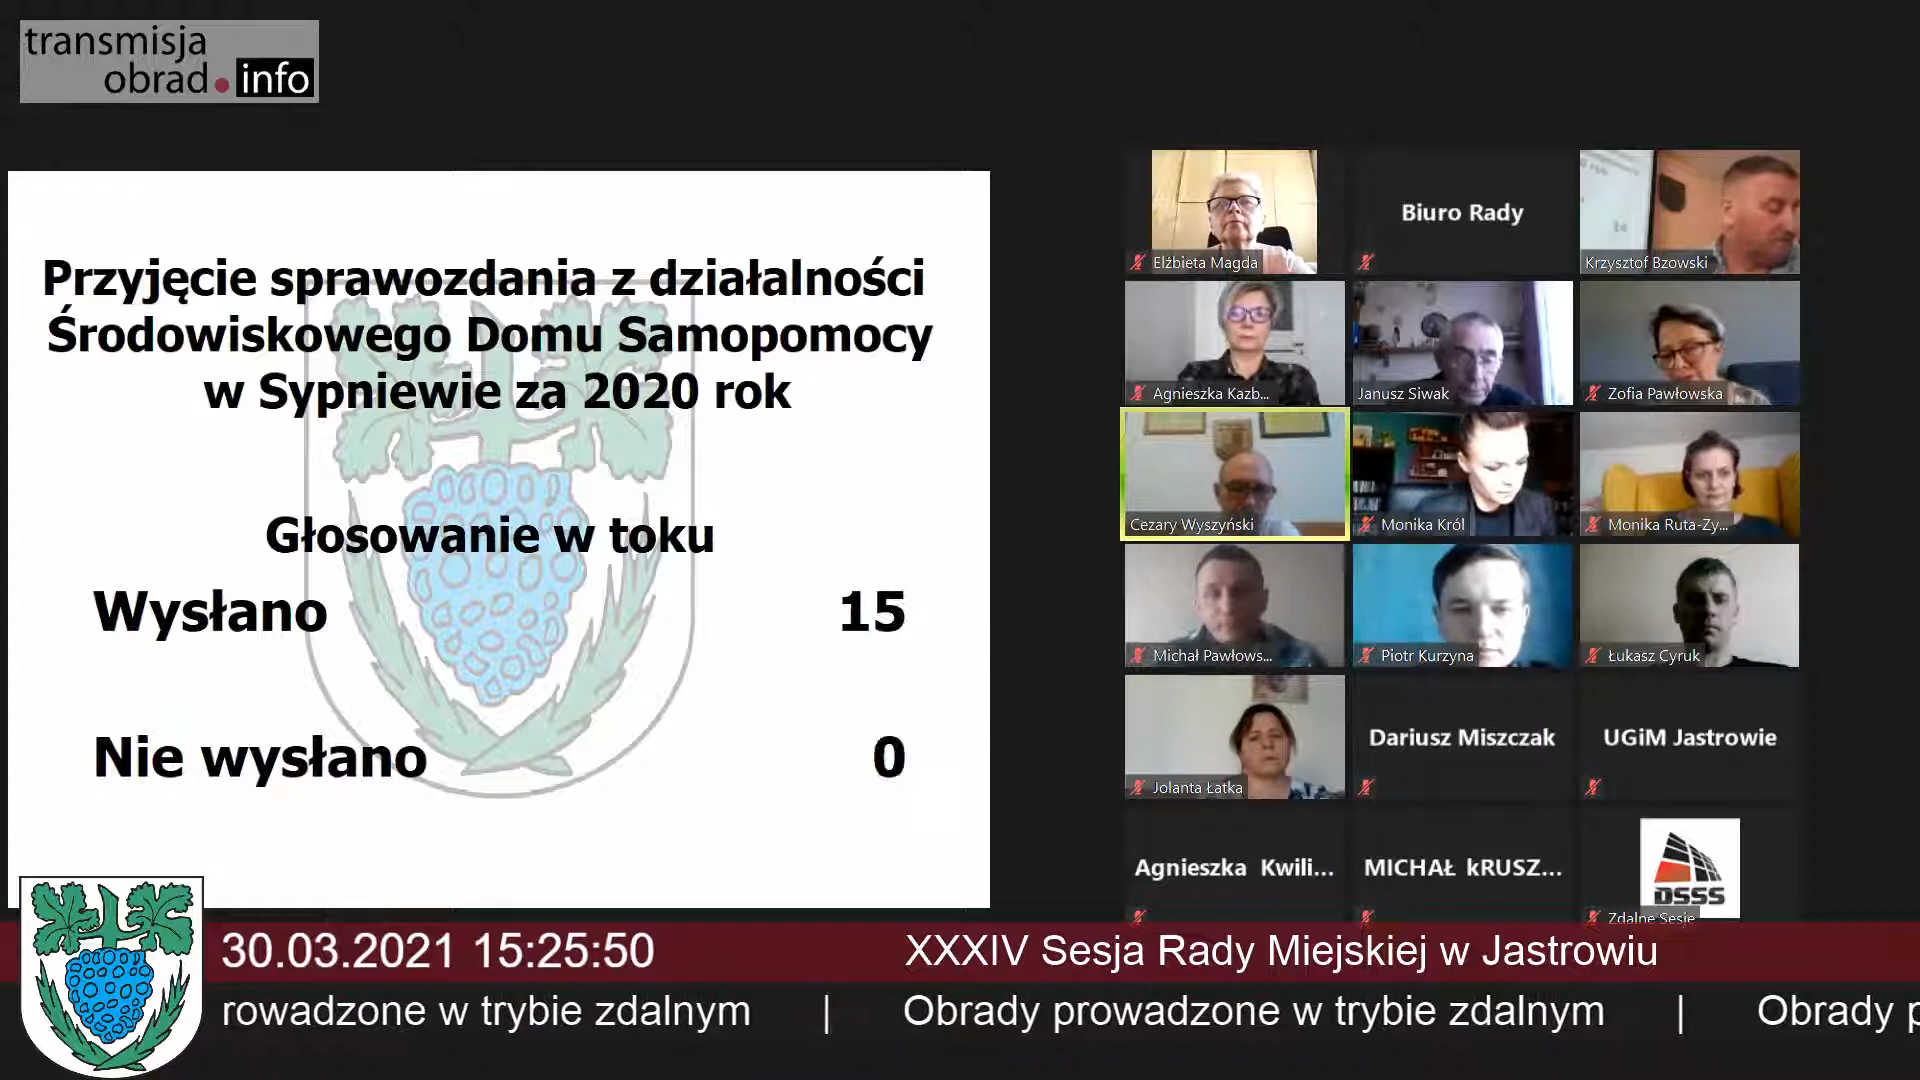 transmisja
obrad.info
Przyjęcie sprawozdania z działalności
Środowiskowego Domu Samopomocy
w Sypniewie za 2020 rok
Głosowanie w toku
Wysłano 15
Nie wysłano 0
Elżbieta Magda
Biuro Rady
Krzysztof Bzowski
Agnieszka Kazb...
Janusz Siwak
Zofia Pawłowska
Cezary Wyszyński
Monika Król
Monika Ruta-Zy...
Michał Pawłows...
Piotr Kurzyna
Łukasz Cyruk
Jolanta Łatka
Dariusz Miszczak
UGiM Jastrowie
Agnieszka Kwili...
MICHAŁ kRUSZ...
DSSS
Zdalne Sesje
30.03.2021 15:25:50
XXXIV Sesja Rady Miejskiej w Jastrowiu
rowadzone w trybie zdalnym | Obrady prowadzone w trybie zdalnym | Obrady p